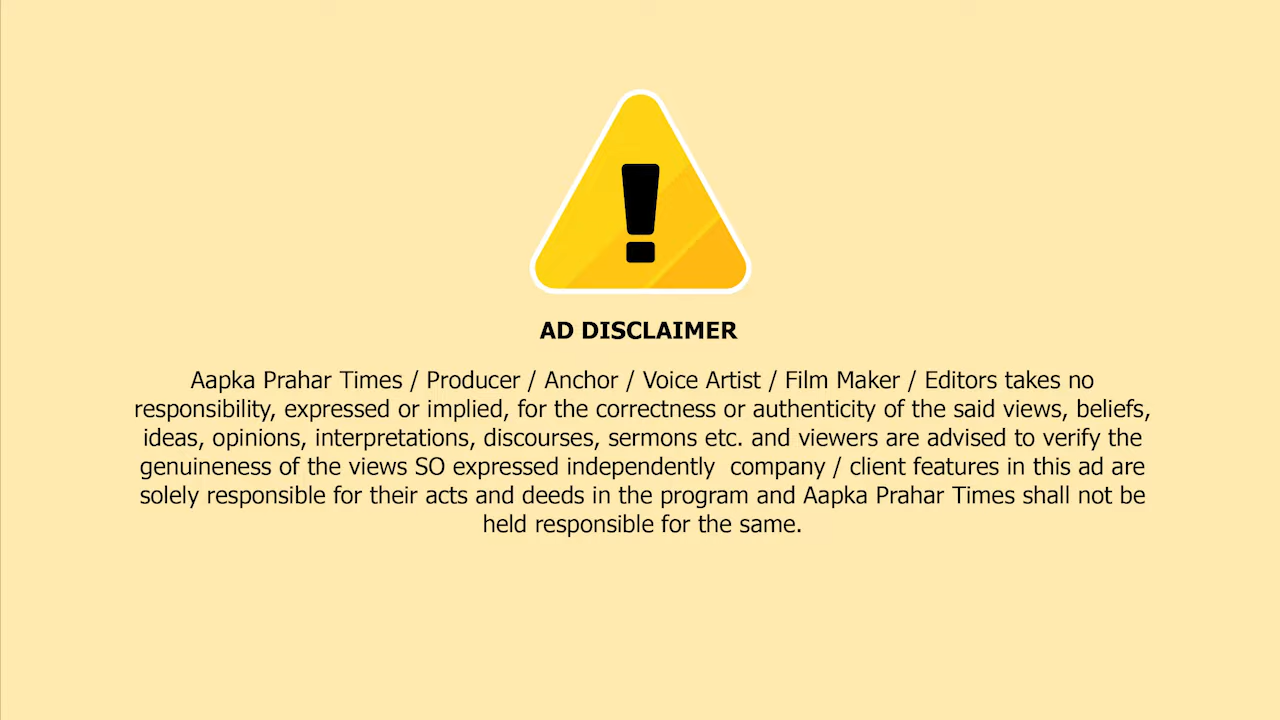 AD DISCLAIMER
Aapka Prahar Times / Producer / Anchor / Voice Artist / Film Maker / Editors takes no
responsibility, expressed or implied, for the correctness or authenticity of the said views, beliefs,
ideas, opinions, interpretations, discourses, sermons etc. and viewers are advised to verify the
genuineness of the views SO expressed independently  company / client features in this ad are
solely responsible for their acts and deeds in the program and Aapka Prahar Times shall not be
held responsible for the same.